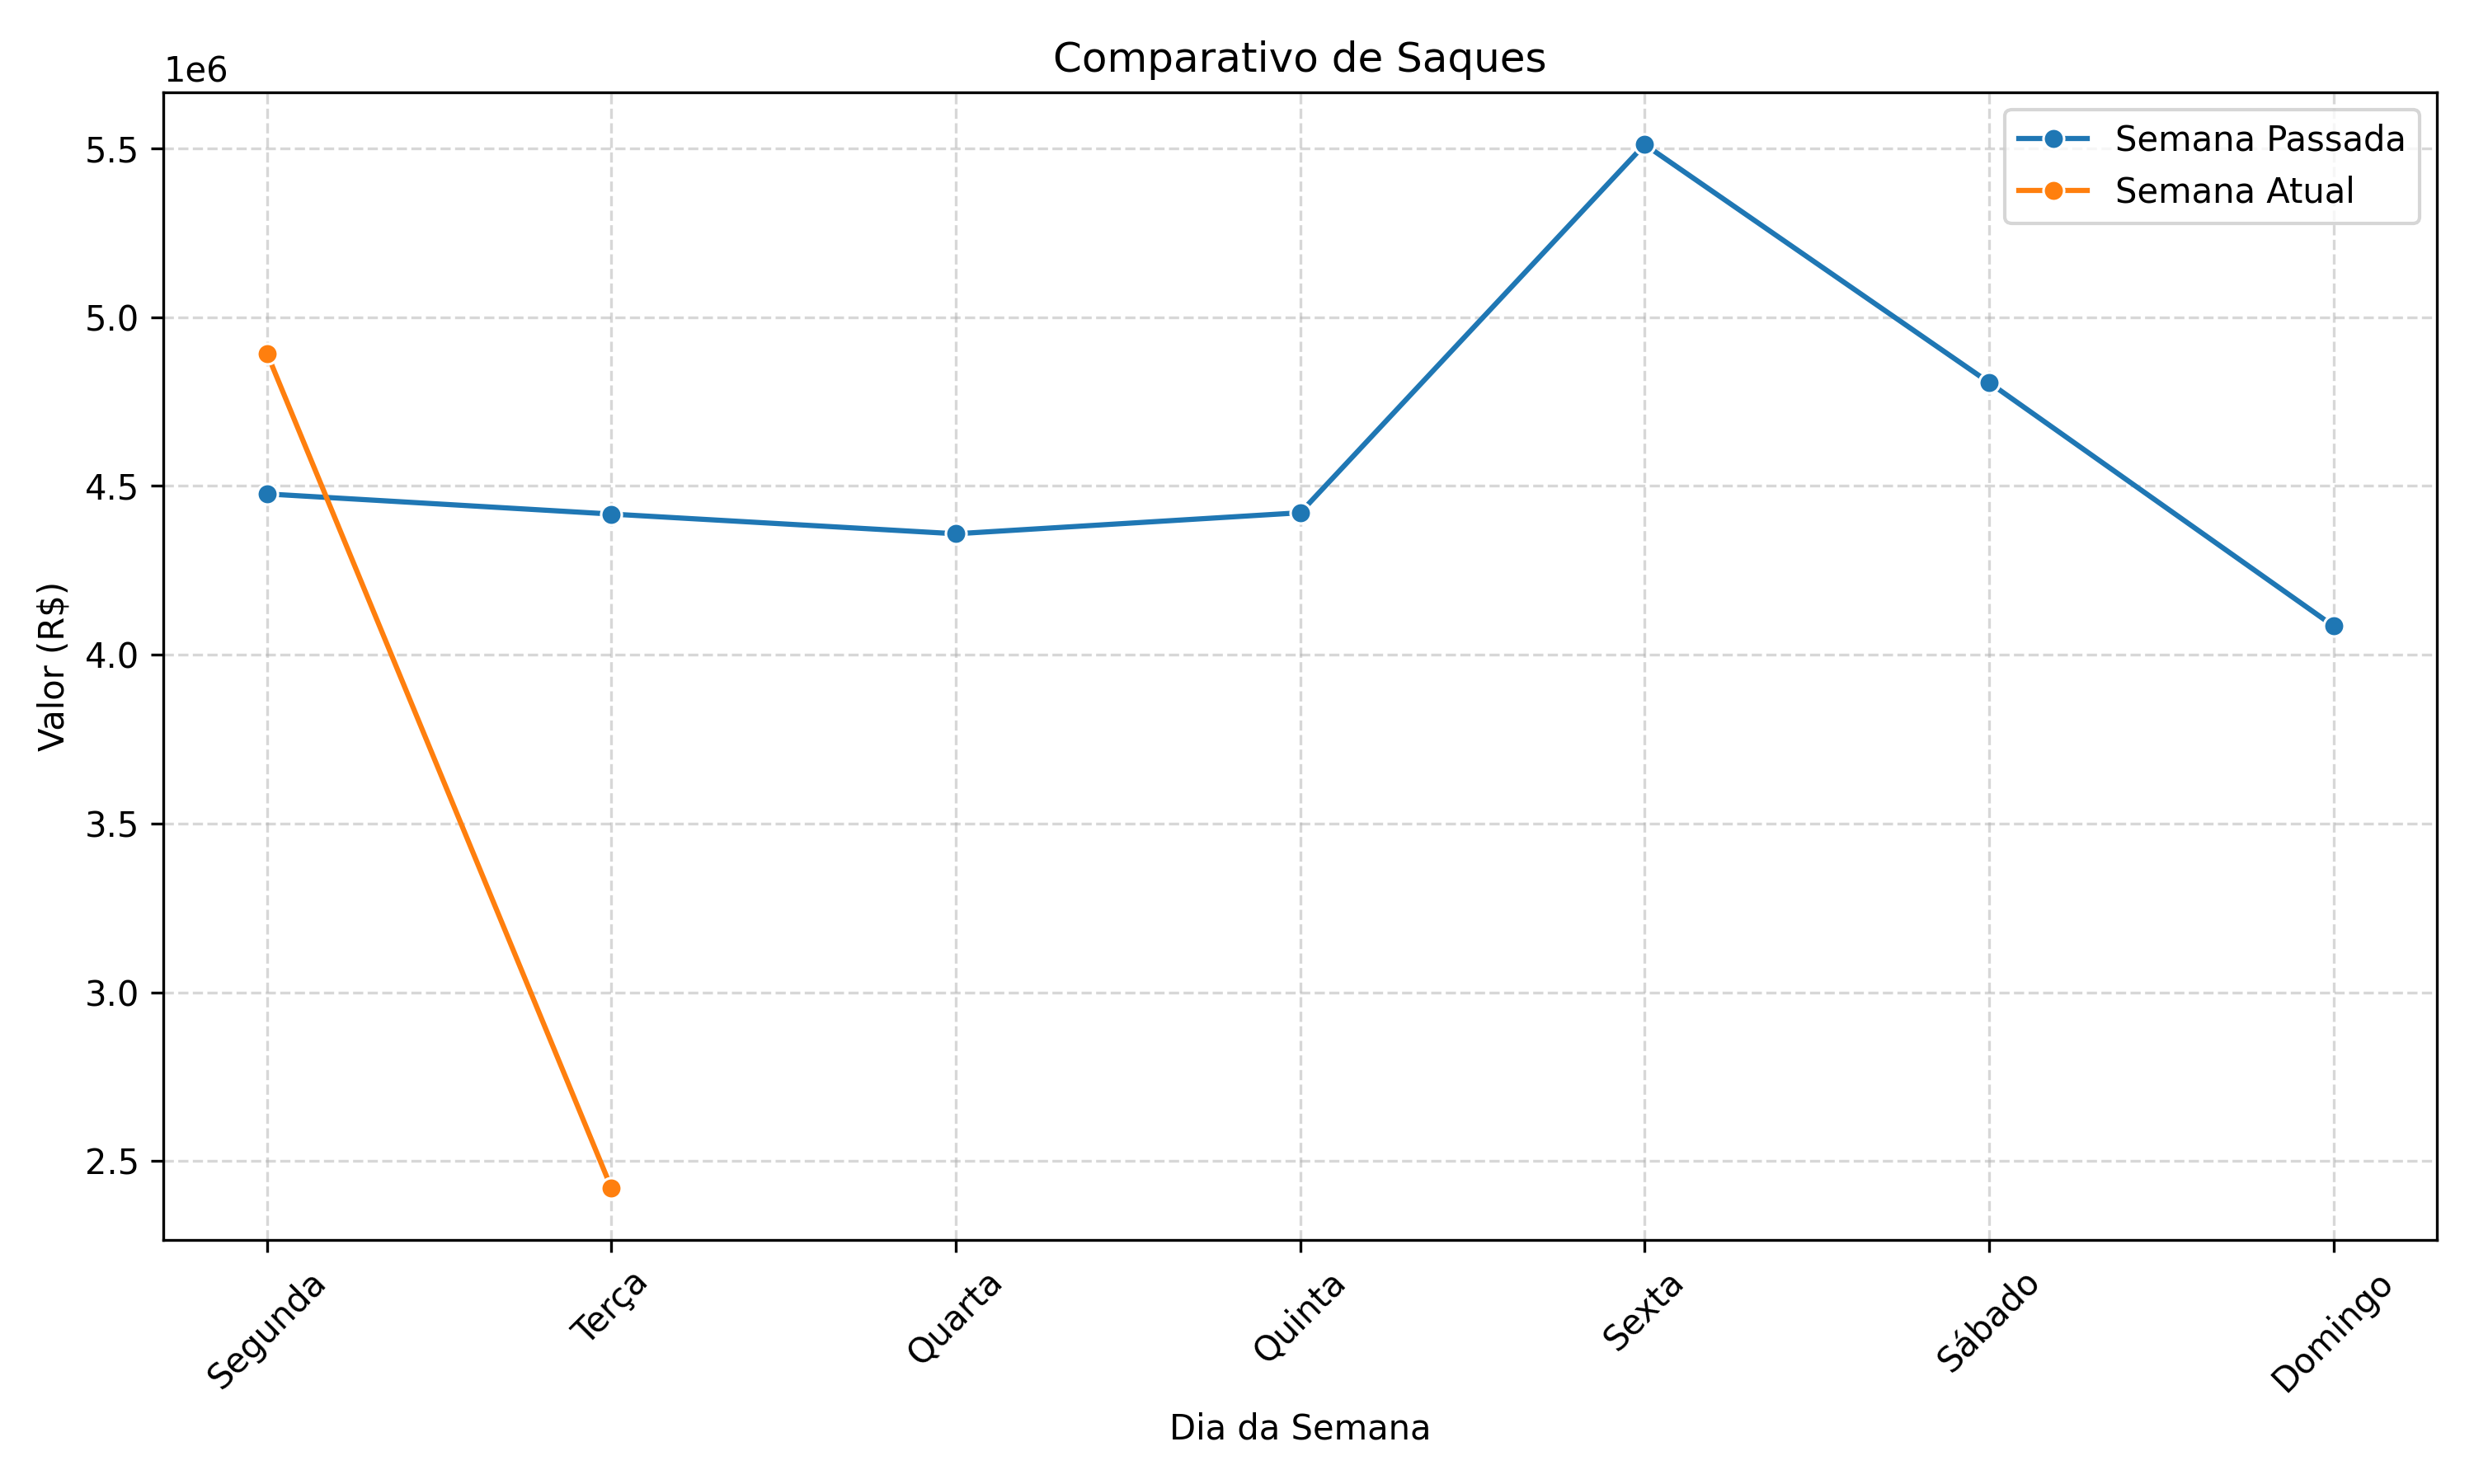 Comparativo de Saques
1e6
5.5
5.0
4.5
4.0
3.5
3.0
2.5
Valor (R$)
Semana Passada
Semana Atual
Segunda
Terça
Quarta
Quinta
Sexta
Sábado
Domingo
Dia da Semana